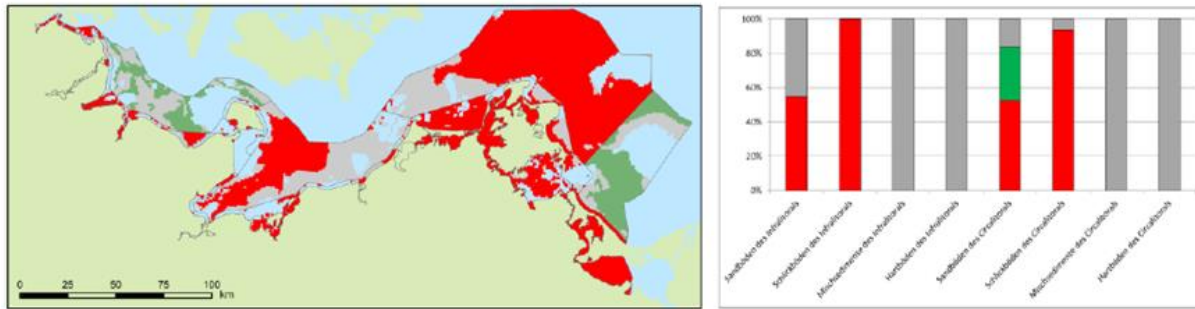 0 25 50 75 100
km
100%
80%
60%
40%
20%
0%
Sandböden des Infralitorals
Schlickböden des Infralitorals
Mischsedimente des Infralitorals
Hartböden des Infralitorals
Sandböden des Circalitorals
Schlickböden des Circalitorals
Mischsedimente des Circalitorals
Hartböden des Circalitorals